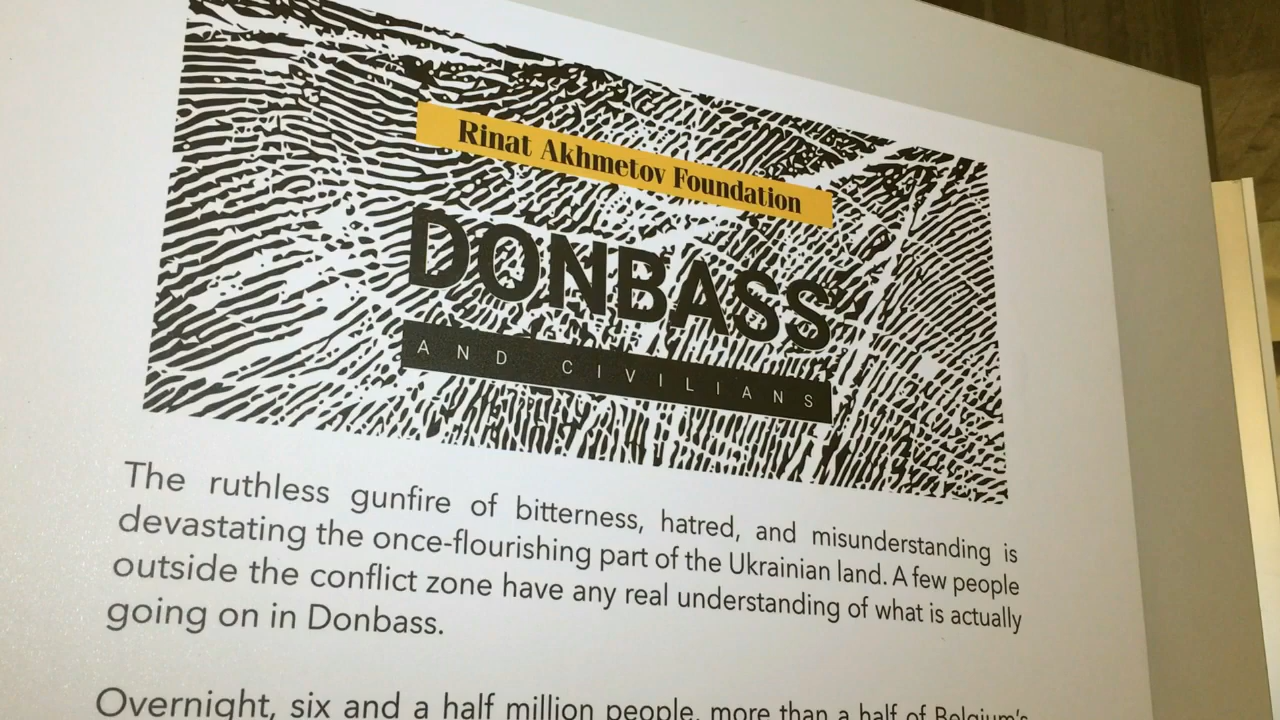 Rinat Akhmetov Foundation
DONBASS
AND CIVILIANS
The ruthless gunfire of bitterness, hatred, and misunderstanding is
devastating the once-flourishing part of the Ukrainian land. A few people
outside the conflict zone have any real understanding of what is actually
going on in Donbass.
Overnight, six and a half million people, more than a half of Belgium's